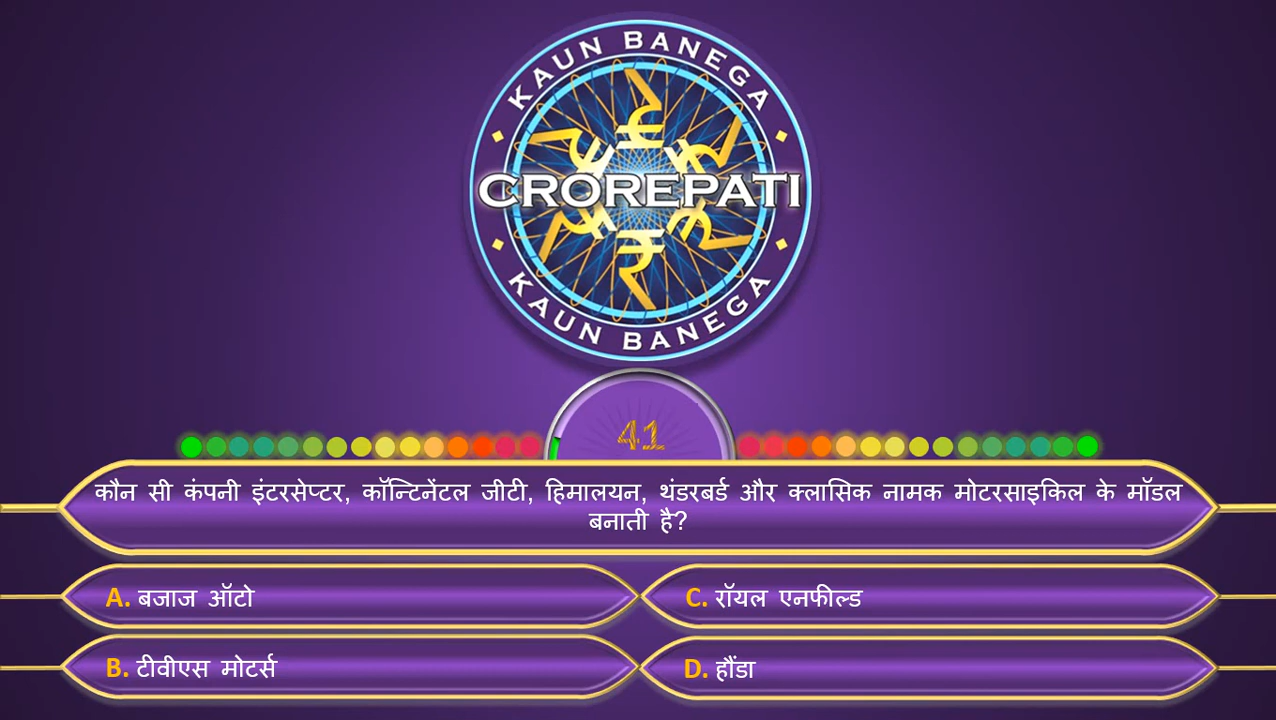 KAUN BANEGA
CROREPATI
KAUN BANEGA
41
कौन सी कंपनी इंटरसेप्टर, कॉन्टिनेंटल जीटी, हिमालयन, थंडरबर्ड और क्लासिक नामक मोटरसाइकिल के मॉडल
बनाती है?
A. बजाज ऑटो
C. रॉयल एनफील्ड
B. टीवीएस मोटर्स
D. हौंडा